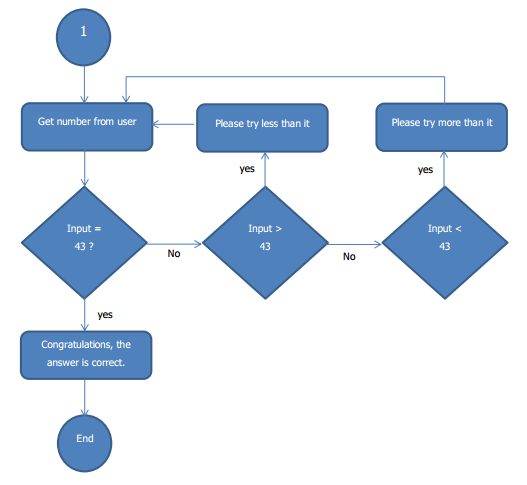 1
Get number from user
Please try less than it
Please try more than it
yes
yes
Input =
43 ?
Input >
43
Input <
43
No
No
yes
Congratulations, the
answer is correct.
End